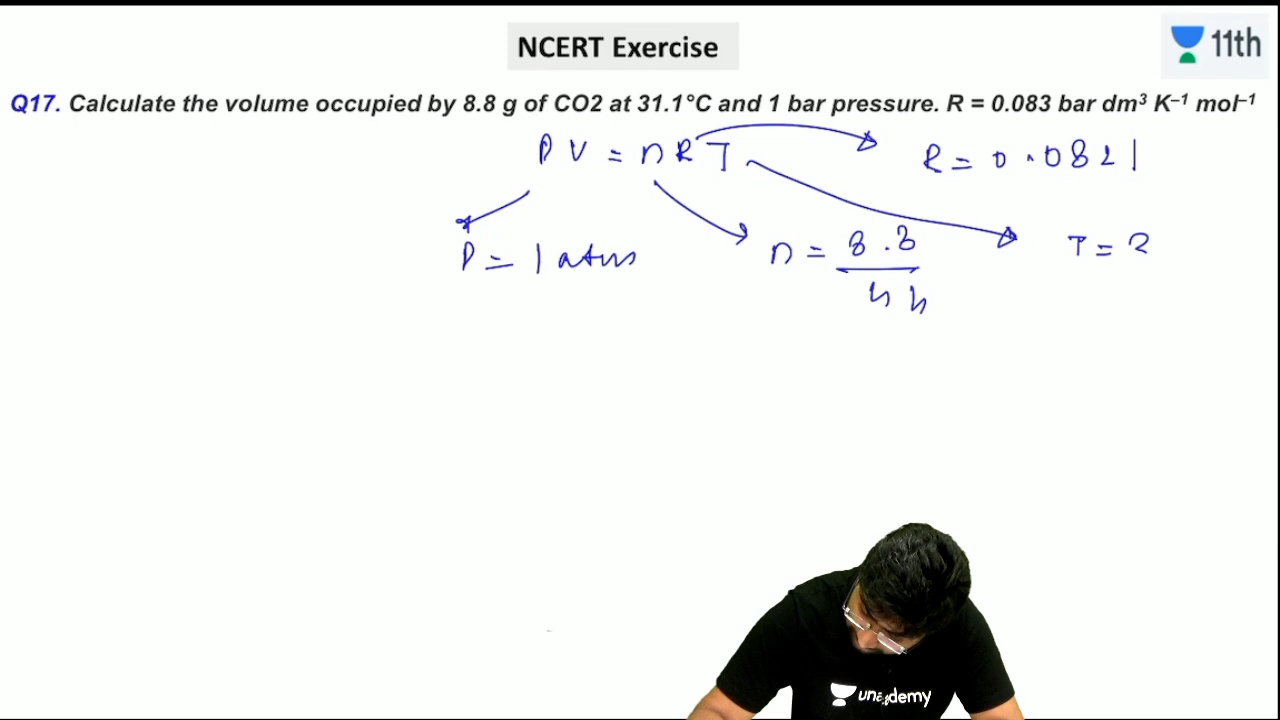 NCERT Exercise
11th
Q17. Calculate the volume occupied by 8.8 g of CO2 at 31.1°C and 1 bar pressure. R = 0.083 bar dm³ K⁻¹ mol⁻¹
PV = nRT
R = 0.0821
P = 1 atm
n = 8.8
44
T = 3
unacademy